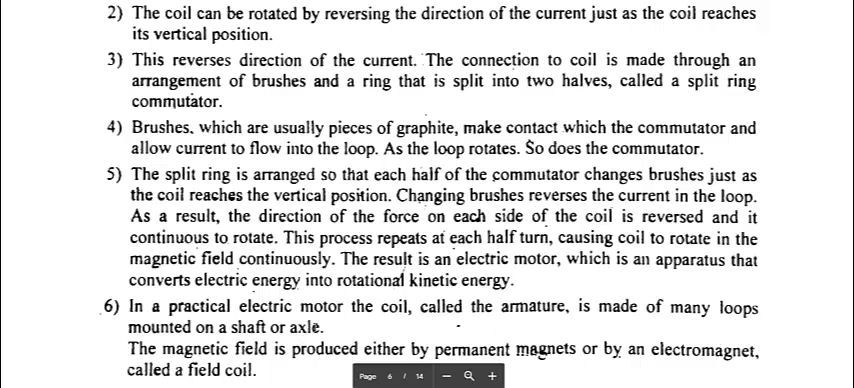 2) The coil can be rotated by reversing the direction of the current just as the coil reaches
its vertical position.
3) This reverses direction of the current. The connection to coil is made through an
arrangement of brushes and a ring that is split into two halves, called a split ring
commutator.
4) Brushes, which are usually pieces of graphite, make contact which the commutator and
allow current to flow into the loop. As the loop rotates. So does the commutator.
5) The split ring is arranged so that each half of the commutator changes brushes just as
the coil reaches the vertical position. Changing brushes reverses the current in the loop.
As a result, the direction of the force on each side of the coil is reversed and it
continuous to rotate. This process repeats at each half turn, causing coil to rotate in the
magnetic field continuously. The result is an electric motor, which is an apparatus that
converts electric energy into rotational kinetic energy.
6) In a practical electric motor the coil, called the armature, is made of many loops
mounted on a shaft or axle.
The magnetic field is produced either by permanent magnets or by an electromagnet,
called a field coil.
Page 6 / 14 − +